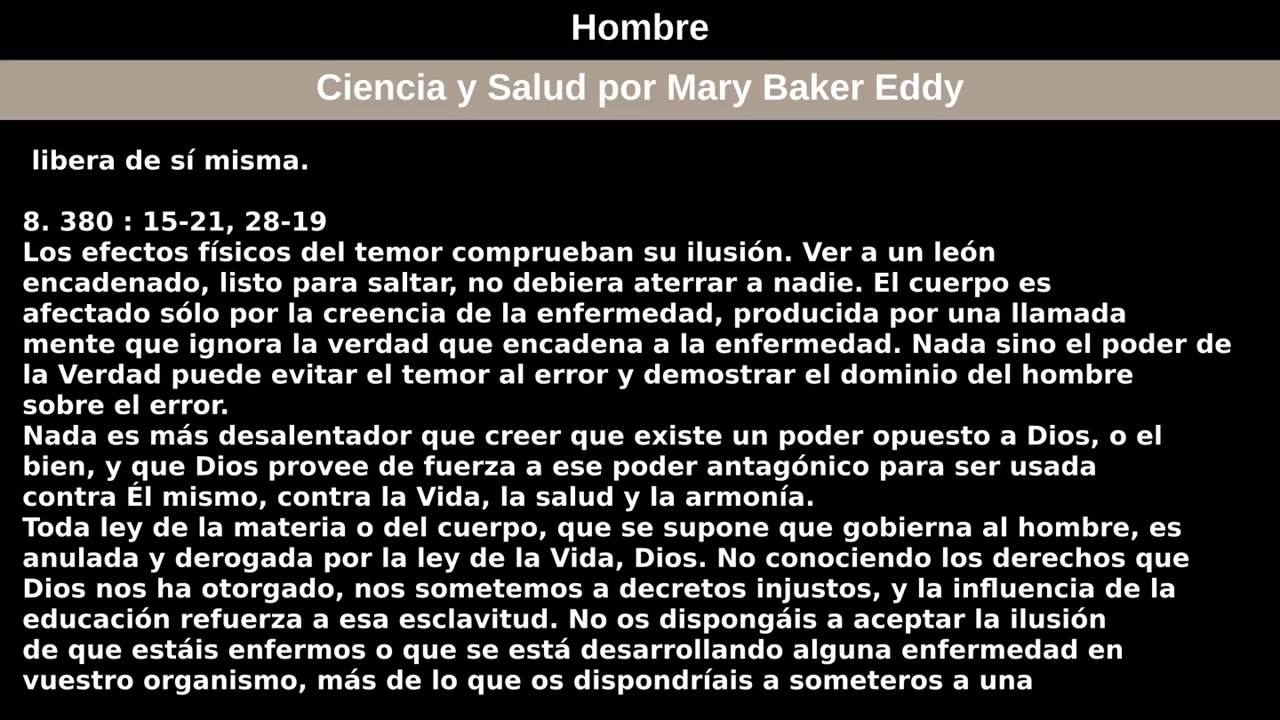 Hombre
Ciencia y Salud por Mary Baker Eddy
libera de sí misma.
8. 380 : 15-21, 28-19
Los efectos físicos del temor comprueban su ilusión. Ver a un león
encadenado, listo para saltar, no debiera aterrar a nadie. El cuerpo es
afectado sólo por la creencia de la enfermedad, producida por una llamada
mente que ignora la verdad que encadena a la enfermedad. Nada sino el poder de
la Verdad puede evitar el temor al error y demostrar el dominio del hombre
sobre el error.
Nada es más desalentador que creer que existe un poder opuesto a Dios, o el
bien, y que Dios provee de fuerza a ese poder antagónico para ser usada
contra Él mismo, contra la Vida, la salud y la armonía.
Toda ley de la materia o del cuerpo, que se supone que gobierna al hombre, es
anulada y derogada por la ley de la Vida, Dios. No conociendo los derechos que
Dios nos ha otorgado, nos sometemos a decretos injustos, y la influencia de la
educación refuerza a esa esclavitud. No os dispongáis a aceptar la ilusión
de que estáis enfermos o que se está desarrollando alguna enfermedad en
vuestro organismo, más de lo que os dispondríais a someteros a una